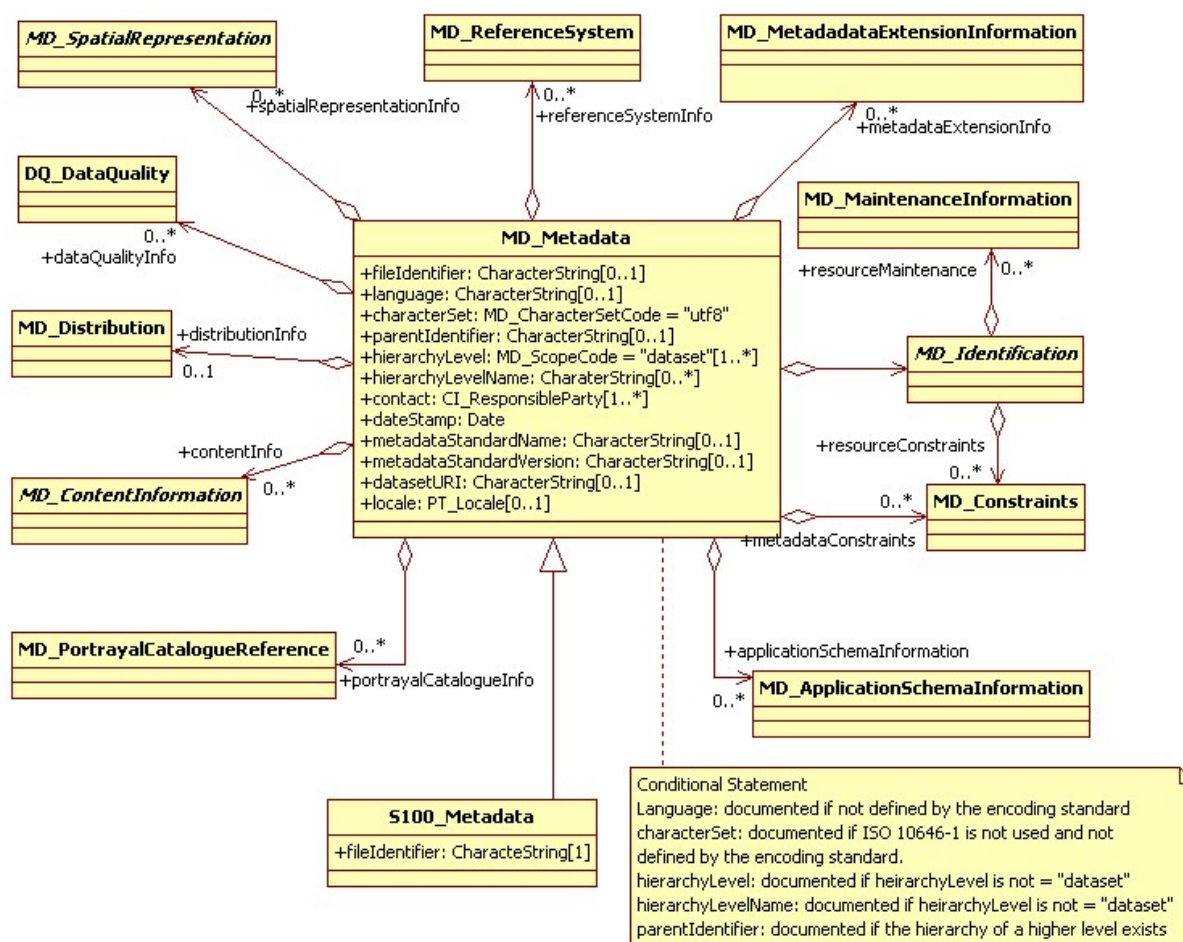 MD_SpatialRepresentation
0..*
+spatialRepresentationInfo
MD_ReferenceSystem
0..*
+referenceSystemInfo
MD_MetadadataExtensionInformation
0..*
+metadataExtensionInfo
DQ_DataQuality
0..*
+dataQualityInfo
MD_MaintenanceInformation
+resourceMaintenance
0..*
MD_Metadata
+fileIdentifier: CharacterString[0..1]
+language: CharacterString[0..1]
+characterSet: MD_CharacterSetCode = "utf8"
+parentIdentifier: CharacterString[0..1]
+hierarchyLevel: MD_ScopeCode = "dataset"[1..*]
+hierarchyLevelName: CharaterString[0..*]
+contact: CI_ResponsibleParty[1..*]
+dateStamp: Date
+metadataStandardName: CharacterString[0..1]
+metadataStandardVersion: CharacterString[0..1]
+datasetURI: CharacterString[0..1]
+locale: PT_Locale[0..1]
MD_Distribution
+distributionInfo
0..1
MD_Identification
+resourceConstraints
0..*
+contentInfo
0..*
MD_ContentInformation
0..*
MD_Constraints
+metadataConstraints
MD_PortrayalCatalogueReference
0..*
+portrayalCatalogueInfo
+applicationSchemaInformation
0..*
MD_ApplicationSchemaInformation
S100_Metadata
+fileIdentifier: CharacteString[1]
Conditional Statement
Language: documented if not defined by the encoding standard
characterSet: documented if ISO 10646-1 is not used and not
defined by the encoding standard.
hierarchyLevel: documented if heirarchyLevel is not = "dataset"
hierarchyLevelName: documented if heirarchyLevel is not = "dataset"
parentIdentifier: documented if the hierarchy of a higher level exists